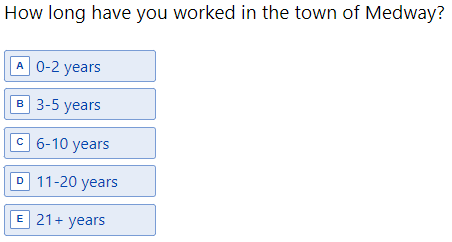 How long have you worked in the town of Medway?
A 0-2 years
B 3-5 years
C 6-10 years
D 11-20 years
E 21+ years